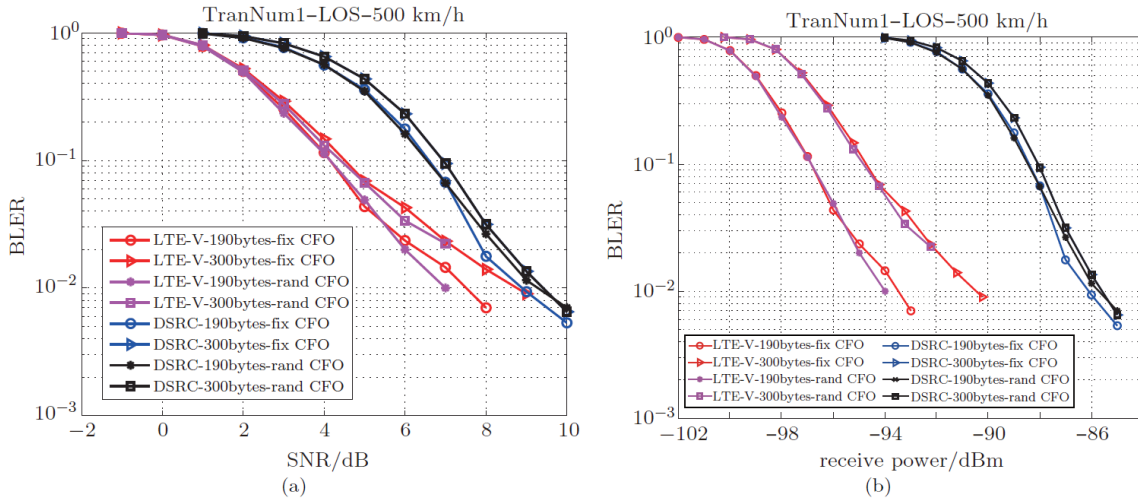 TranNum1–LOS–500 km/h
10^0
10^-1
10^-2
10^-3
BLER
LTE-V-190bytes-fix CFO
LTE-V-300bytes-fix CFO
LTE-V-190bytes-rand CFO
LTE-V-300bytes-rand CFO
DSRC-190bytes-fix CFO
DSRC-300bytes-fix CFO
DSRC-190bytes-rand CFO
DSRC-300bytes-rand CFO
−2 0 2 4 6 8 10
SNR/dB
(a)
TranNum1–LOS–500 km/h
10^0
10^-1
10^-2
10^-3
BLER
LTE-V-190bytes-fix CFO DSRC-190bytes-fix CFO
LTE-V-300bytes-fix CFO DSRC-300bytes-fix CFO
LTE-V-190bytes-rand CFO DSRC-190bytes-rand CFO
LTE-V-300bytes-rand CFO DSRC-300bytes-rand CFO
−102 −98 −94 −90 −86
receive power/dBm
(b)